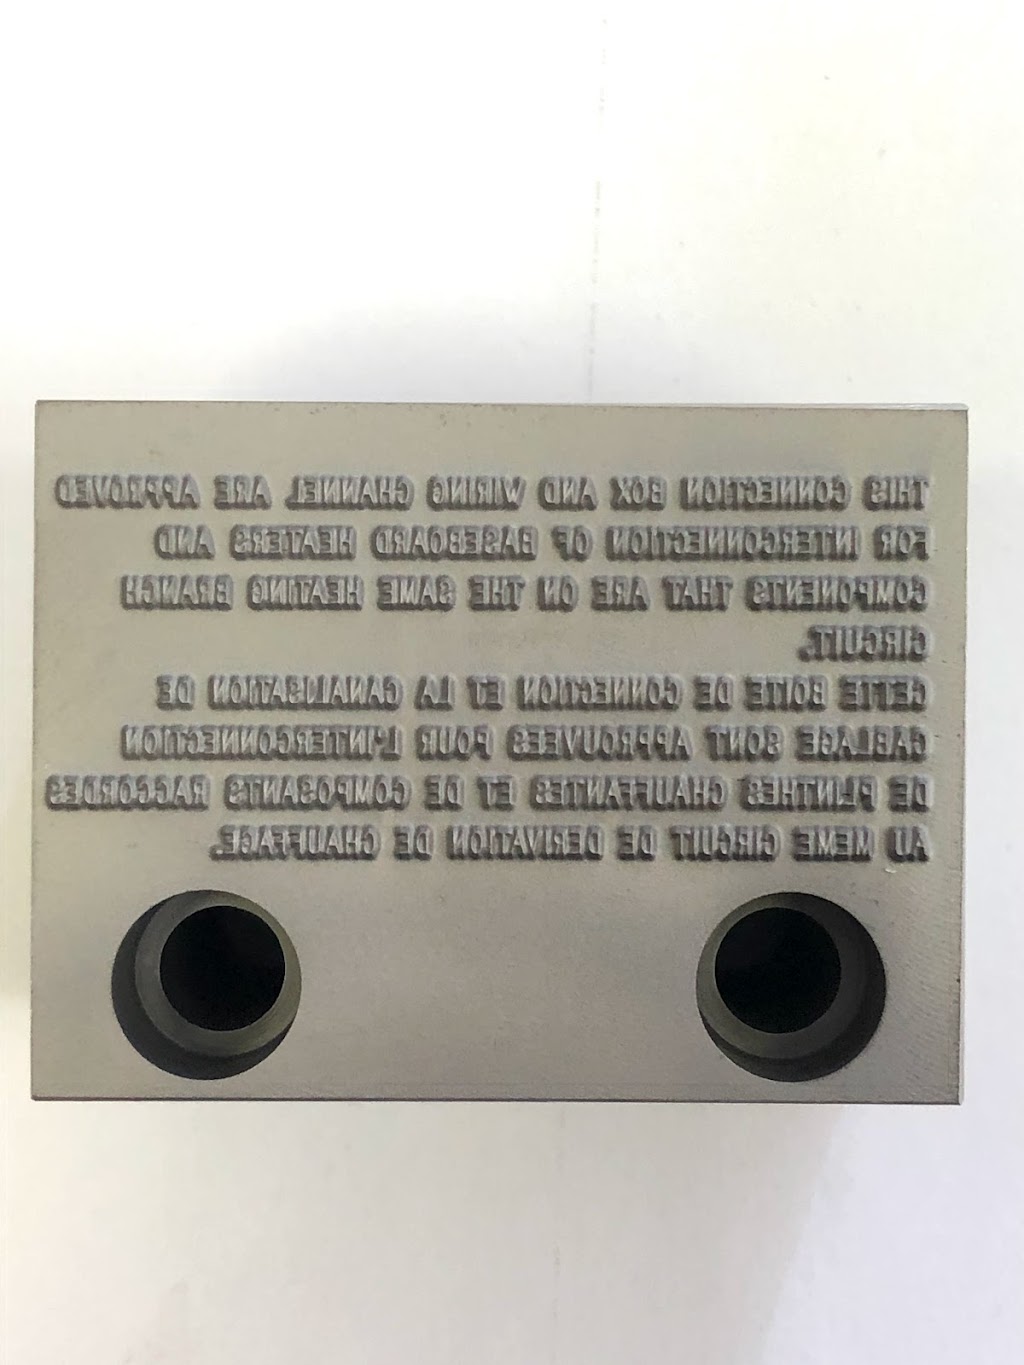 THIS CONNECTION BOX AND WIRING CHANNEL ARE APPROVED
FOR INTERCONNECTION OF BASEBOARD HEATERS AND
COMPONENTS THAT ARE ON THE SAME HEATING BRANCH
CIRCUIT.
CETTE BOITE DE CONNECTION ET LA CANALISATION DE
CABLAGE SONT APPROUVEES POUR L'INTERCONNECTION
DE PLINTHES CHAUFFANTES ET DE COMPOSANTS RACCORDES
AU MEME CIRCUIT DE DERIVATION DE CHAUFFAGE.